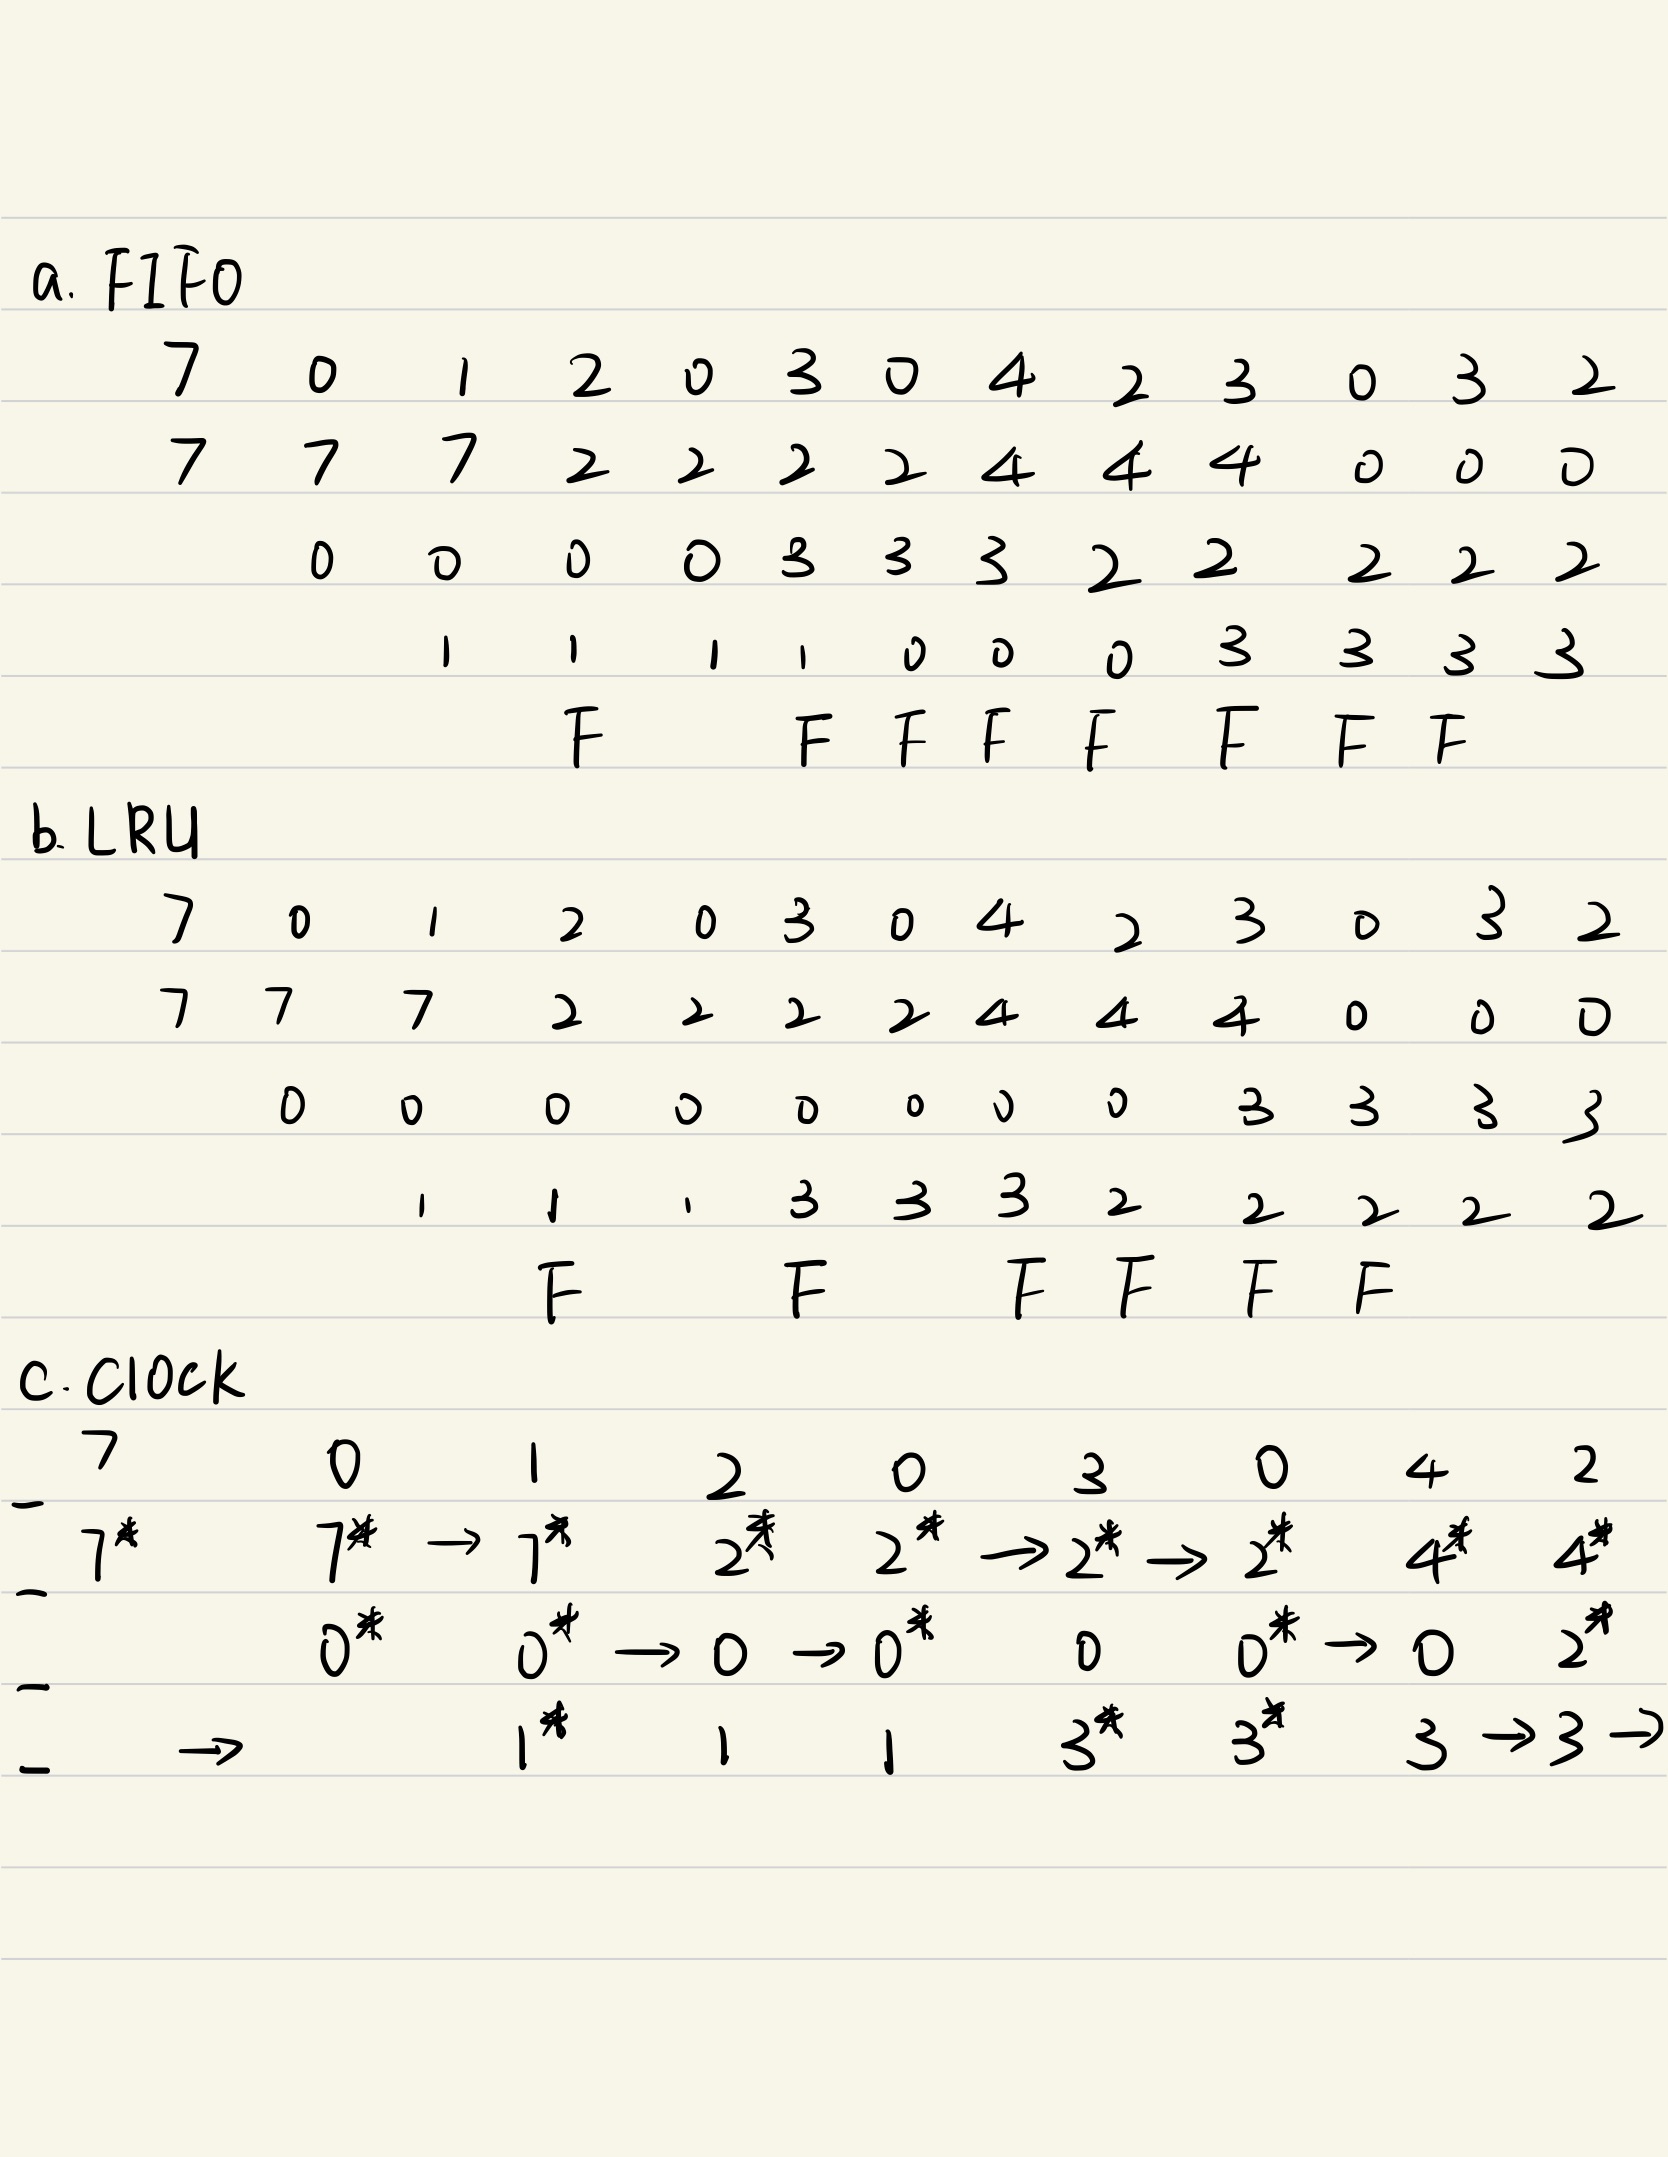 a. FIFO
7 0 1 2 0 3 0 4 2 3 0 3 2
7 7 7 2 2 2 2 4 4 4 0 0 0
0 0 0 0 3 3 3 2 2 2 2 2
1 1 1 1 0 0 0 3 3 3 3
F F F F F F F F
b. LRU
7 0 1 2 0 3 0 4 2 3 0 3 2
7 7 7 2 2 2 2 4 4 4 0 0 0
0 0 0 0 0 0 0 0 3 3 3 3
1 1 1 3 3 3 2 2 2 2 2
F F F F F F
c. Clock
7 0 1 2 0 3 0 4 2
7* 7* → 7* 2* 2* → 2* → 2* 4* 4*
0* 0* → 0 → 0* 0 0* → 0 2*
→ 1* 1 1 3* 3* 3 → 3 →